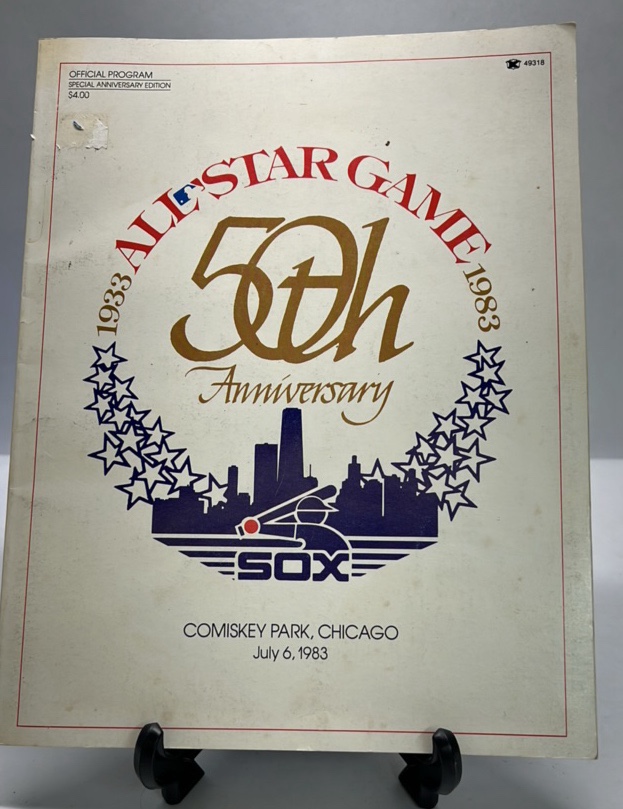 OFFICIAL PROGRAM
SPECIAL ANNIVERSARY EDITION
$4.00
49318
ALL★STAR GAME
1933
1983
50th
Anniversary
SOX
COMISKEY PARK, CHICAGO
July 6, 1983